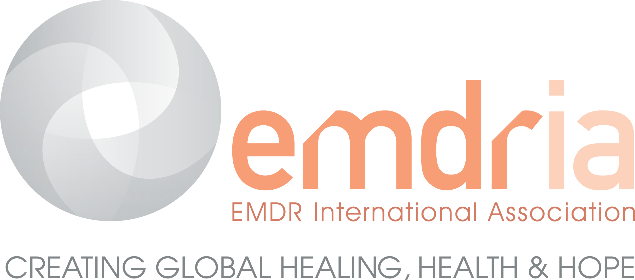 emdria
EMDR International Association
CREATING GLOBAL HEALING, HEALTH & HOPE